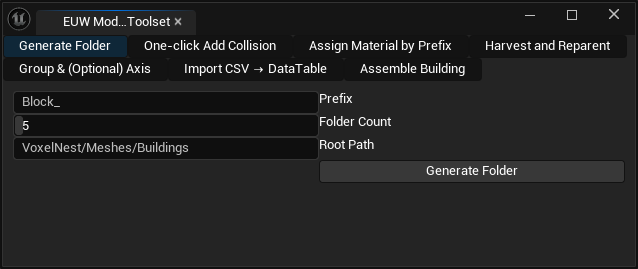 EUW Mod...Toolset
Generate Folder One-click Add Collision Assign Material by Prefix Harvest and Reparent
Group & (Optional) Axis Import CSV → DataTable Assemble Building
Block_ Prefix
5 Folder Count
VoxelNest/Meshes/Buildings Root Path
Generate Folder